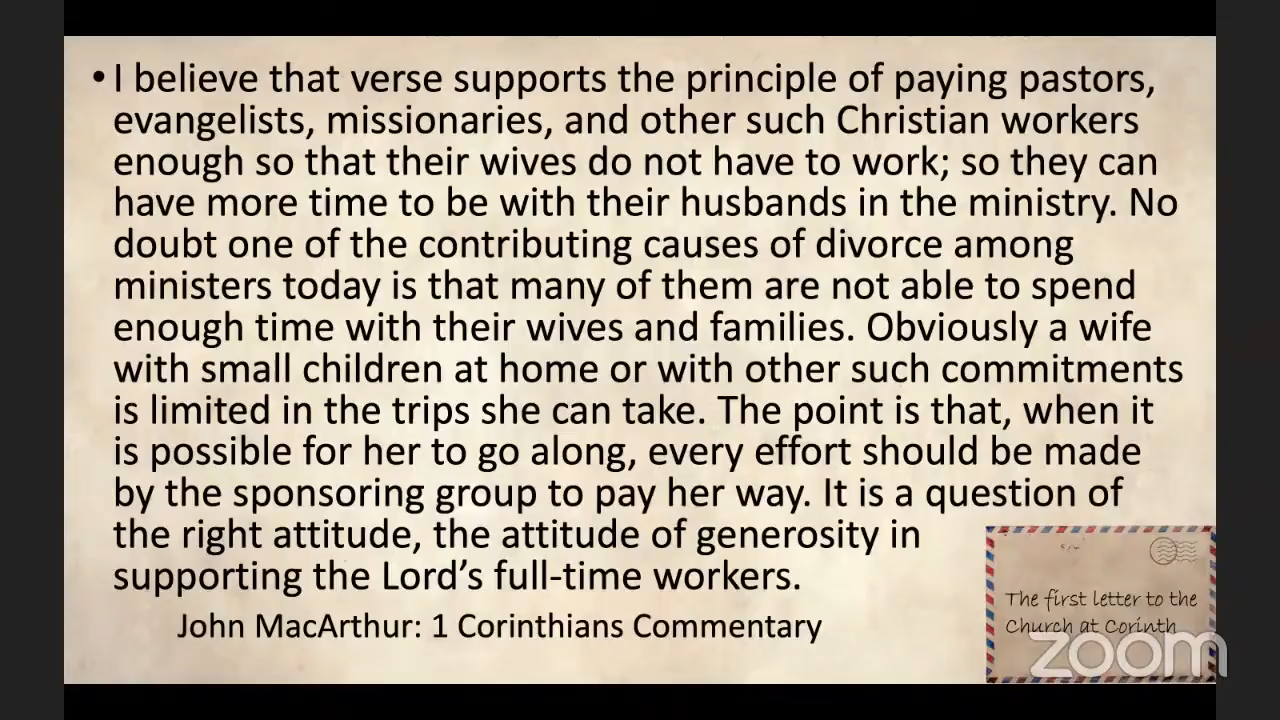 • I believe that verse supports the principle of paying pastors,
evangelists, missionaries, and other such Christian workers
enough so that their wives do not have to work; so they can
have more time to be with their husbands in the ministry. No
doubt one of the contributing causes of divorce among
ministers today is that many of them are not able to spend
enough time with their wives and families. Obviously a wife
with small children at home or with other such commitments
is limited in the trips she can take. The point is that, when it
is possible for her to go along, every effort should be made
by the sponsoring group to pay her way. It is a question of
the right attitude, the attitude of generosity in
supporting the Lord’s full-time workers.
John MacArthur: 1 Corinthians Commentary
The first letter to the
Church at Corinth
zoom